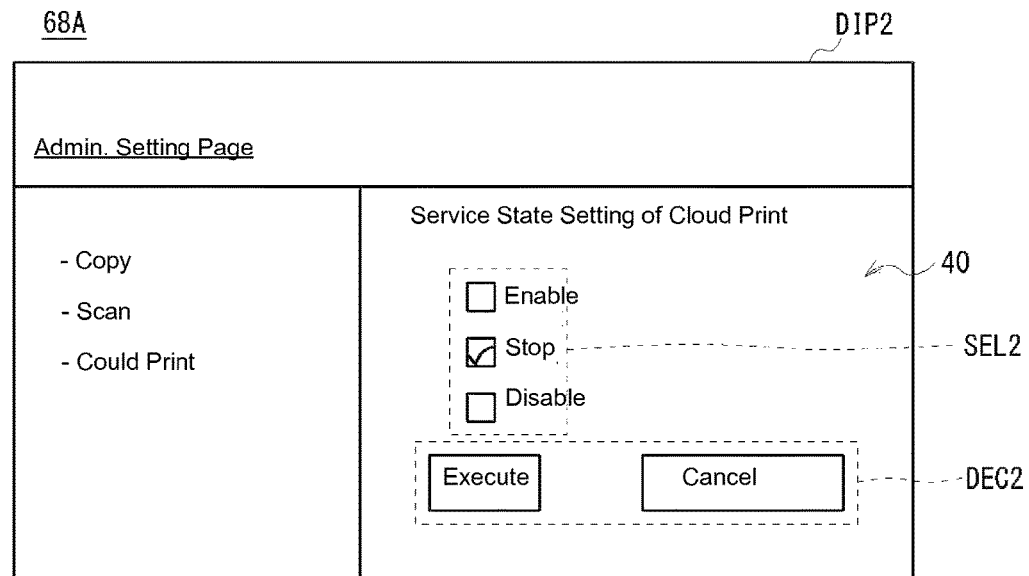 68A
DIP2
Admin. Setting Page
Service State Setting of Cloud Print
- Copy
- Scan
- Could Print
40
Enable
Stop
SEL2
Disable
Execute
Cancel
DEC2